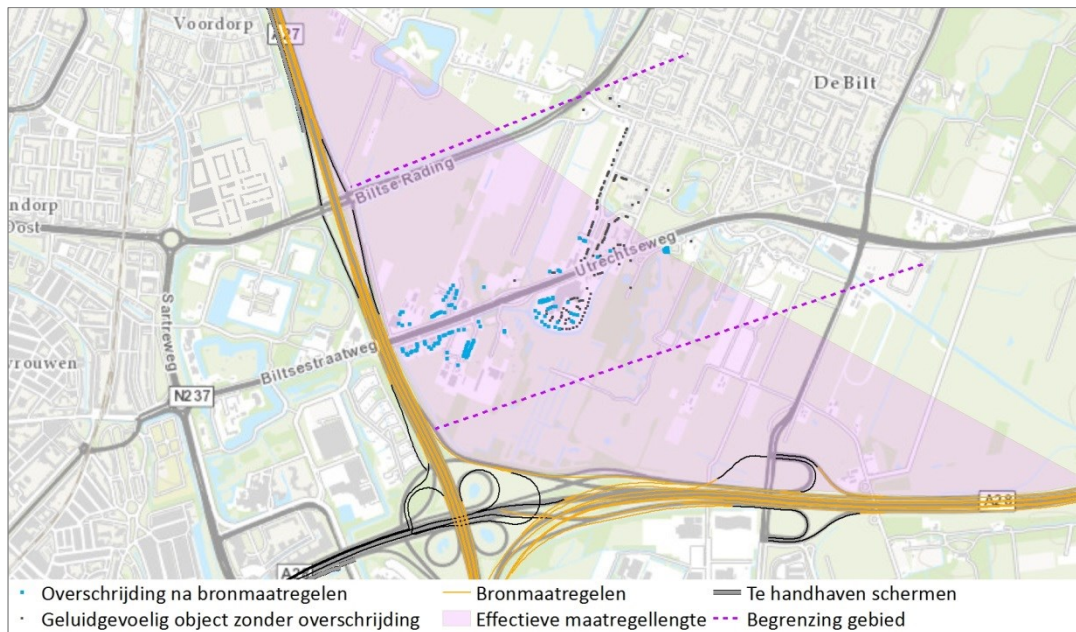 Voordorp
A27
De Bilt
Biltse Rading
ndorp
Oost
Utrechtseweg
Sartreweg
Biltsestraatweg
vrouwen
N237
A28
A28
Overschrijding na bronmaatregelen
Bronmaatregelen
Te handhaven schermen
Geluidgevoelig object zonder overschrijding
Effectieve maatregellengte
Begrenzing gebied